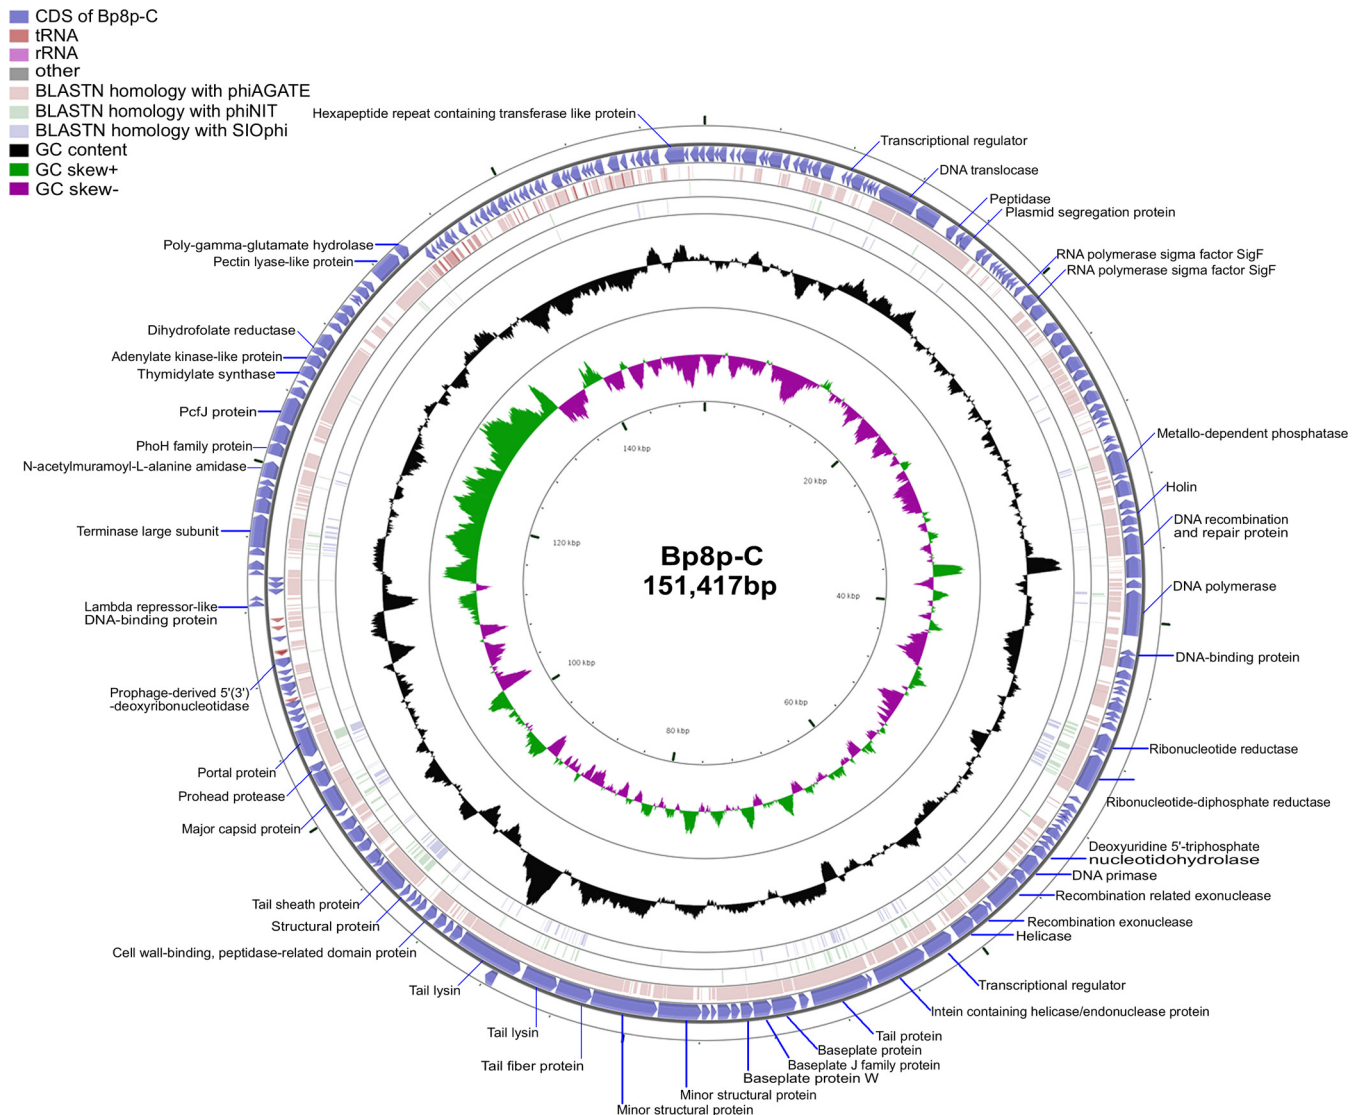 CDS of Bp8p-C
tRNA
rRNA
other
BLASTN homology with phiAGATE
BLASTN homology with phiNIT
BLASTN homology with SIOphi
GC content
GC skew+
GC skew-
Hexapeptide repeat containing transferase like protein
Transcriptional regulator
DNA translocase
Peptidase
Plasmid segregation protein
RNA polymerase sigma factor SigF
RNA polymerase sigma factor SigF
Metallo-dependent phosphatase
Holin
DNA recombination
and repair protein
DNA polymerase
DNA-binding protein
Ribonucleotide reductase
Ribonucleotide-diphosphate reductase
Deoxyuridine 5'-triphosphate
nucleotidohydrolase
DNA primase
Recombination related exonuclease
Recombination exonuclease
Helicase
Transcriptional regulator
Intein containing helicase/endonuclease protein
Tail protein
Baseplate protein
Baseplate J family protein
Baseplate protein W
Minor structural protein
Minor structural protein
Tail fiber protein
Tail lysin
Tail lysin
Cell wall-binding, peptidase-related domain protein
Structural protein
Tail sheath protein
Major capsid protein
Prohead protease
Portal protein
Prophage-derived 5'(3')
-deoxyribonucleotidase
Lambda repressor-like
DNA-binding protein
Terminase large subunit
N-acetylmuramoyl-L-alanine amidase
PhoH family protein
PcfJ protein
Thymidylate synthase
Adenylate kinase-like protein
Dihydrofolate reductase
Pectin lyase-like protein
Poly-gamma-glutamate hydrolase
140 kbp
20 kbp
120 kbp
40 kbp
100 kbp
60 kbp
80 kbp
Bp8p-C
151,417bp